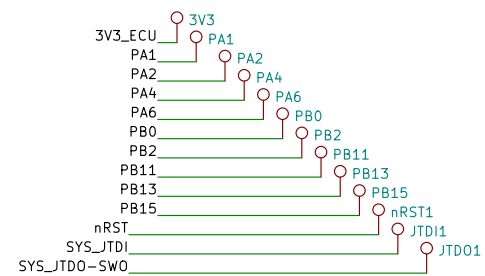 3V3
3V3_ECU
PA1
PA1
PA2
PA2
PA4
PA4
PA6
PA6
PB0
PB0
PB2
PB2
PB11
PB11
PB13
PB13
PB15
PB15
nRST1
nRST
JTDI1
SYS_JTDI
JTDO1
SYS_JTDO-SWO